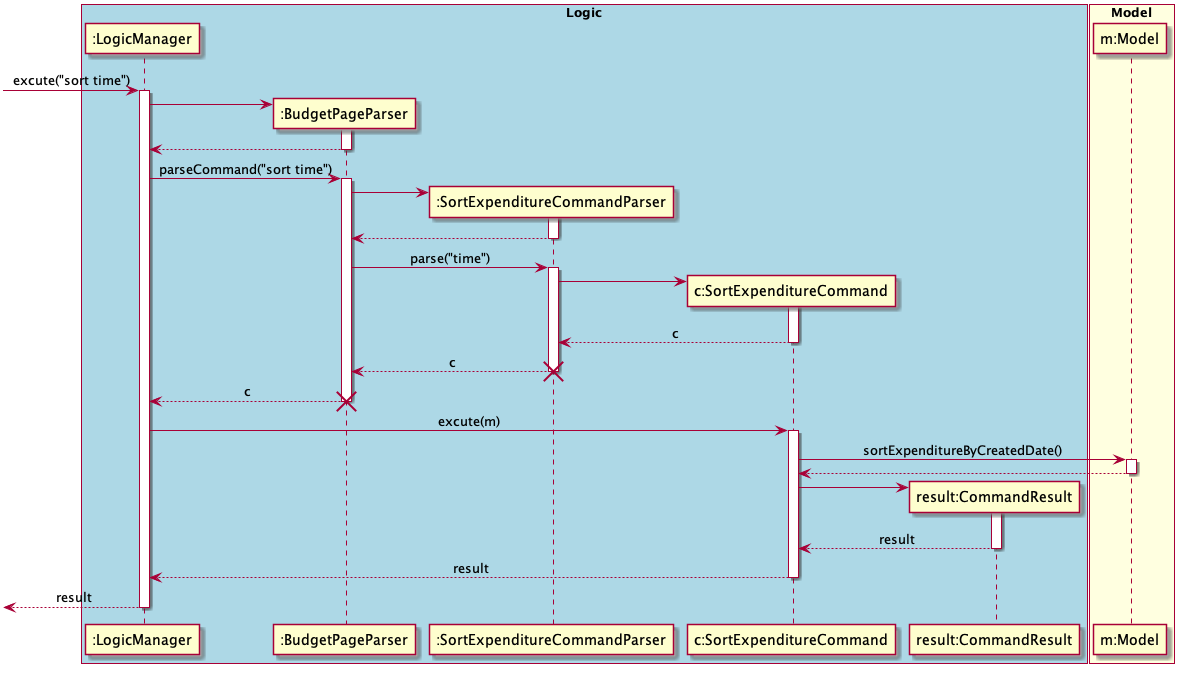 Logic
Model
:LogicManager
m:Model
excute("sort time")
:BudgetPageParser
parseCommand("sort time")
:SortExpenditureCommandParser
parse("time")
c:SortExpenditureCommand
c
c
c
excute(m)
sortExpenditureByCreatedDate()
result:CommandResult
result
result
result
:LogicManager
:BudgetPageParser
:SortExpenditureCommandParser
c:SortExpenditureCommand
result:CommandResult
m:Model